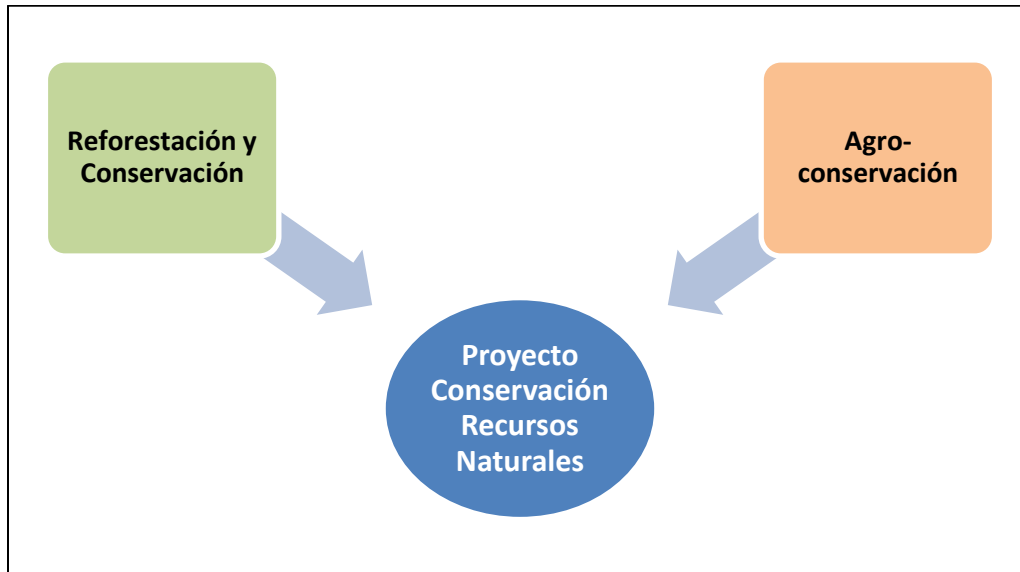 Reforestación y
Conservación
Agro-
conservación
Proyecto
Conservación
Recursos
Naturales